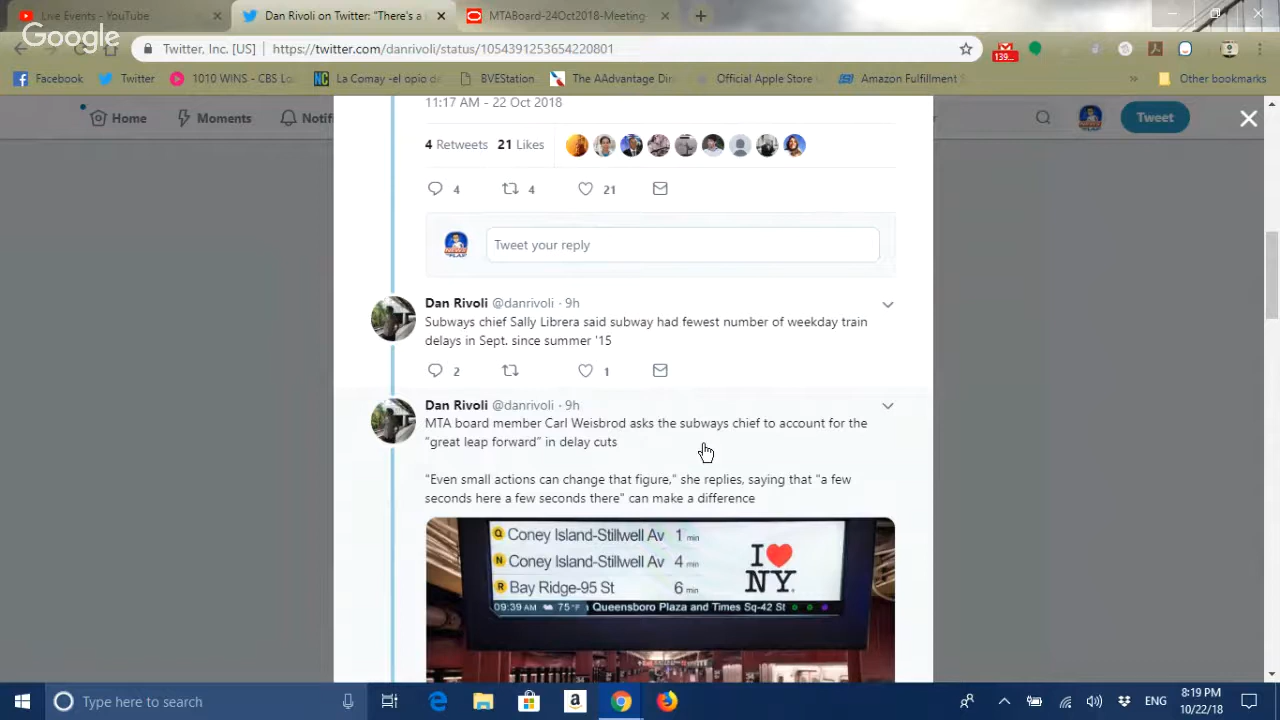 Live Events - YouTube
Dan Rivoli on Twitter: "There's a
MTABoard-24Oct2018-Meeting-
Google
Twitter, Inc. [US]
https://twitter.com/danrivoli/status/1054391253654220801
139...
Facebook
Twitter
1010 WINS - CBS Lo
La Comay -el opio de
BVEStation.
The AAdvantage Dir
Official Apple Store
Amazon Fulfillment S
Other bookmarks
Home
Moments
Notifi
Tweet
11:17 AM - 22 Oct 2018
4 Retweets 21 Likes
4 4 21
Tweet your reply
Dan Rivoli @danrivoli · 9h
Subways chief Sally Librera said subway had fewest number of weekday train
delays in Sept. since summer '15
2 1
Dan Rivoli @danrivoli · 9h
MTA board member Carl Weisbrod asks the subways chief to account for the
“great leap forward” in delay cuts
“Even small actions can change that figure,” she replies, saying that “a few
seconds here a few seconds there” can make a difference
Q Coney Island-Stillwell Av 1 min
N Coney Island-Stillwell Av 4 min
R Bay Ridge-95 St 6 min
I NY
09:39 AM 75°F Queensboro Plaza and Times Sq-42 St
Type here to search
ENG
8:19 PM
10/22/18